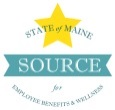 STATE of MAINE
SOURCE
for
EMPLOYEE BENEFITS & WELLNESS